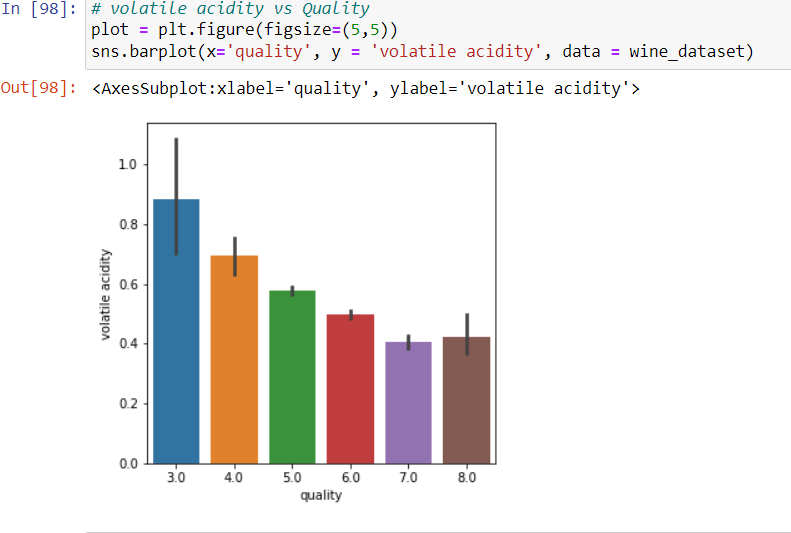 In [98]: # volatile acidity vs Quality
plot = plt.figure(figsize=(5,5))
sns.barplot(x='quality', y = 'volatile acidity', data = wine_dataset)
Out[98]: <AxesSubplot:xlabel='quality', ylabel='volatile acidity'>
1.0
0.8
0.6
0.4
0.2
0.0
volatile acidity
3.0 4.0 5.0 6.0 7.0 8.0
quality